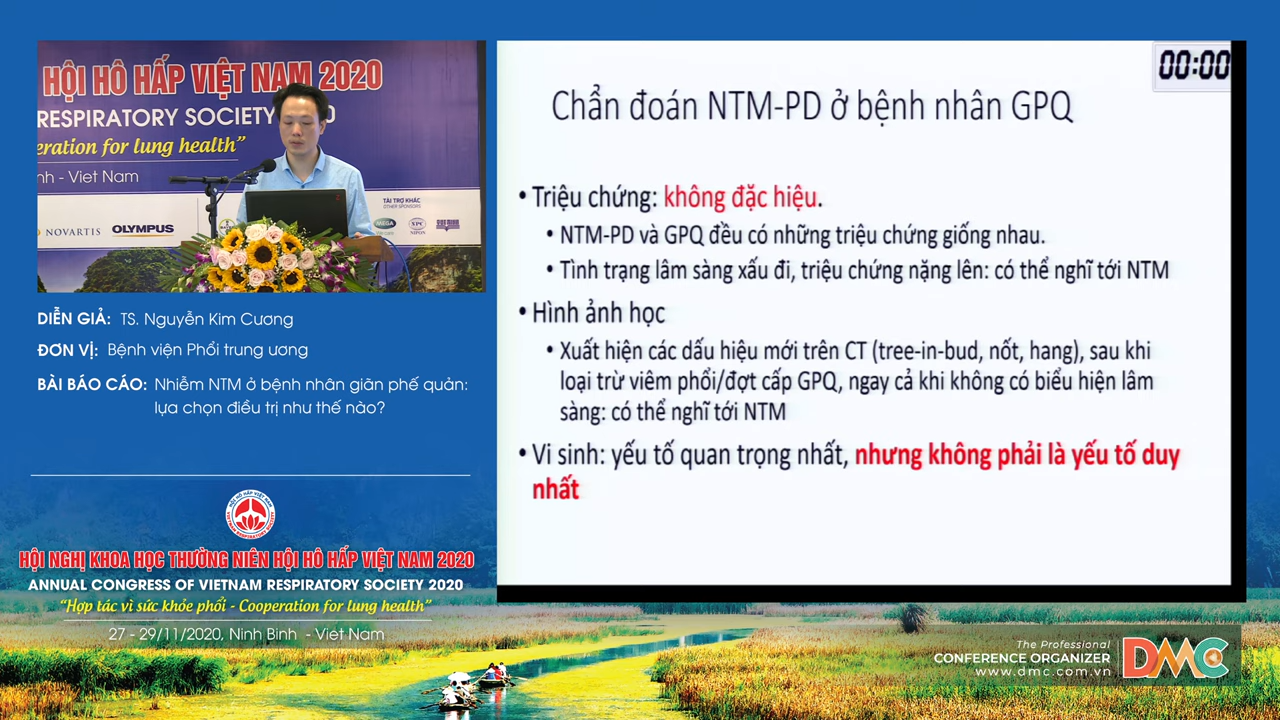 HỘI HÔ HẤP VIỆT NAM 2020
RESPIRATORY SOCIETY
eration for lung health”
nh - Viet Nam
TÀI TRỢ KHÁC
OTHER SPONSORS
NOVARTIS
OLYMPUS
DIỄN GIẢ: TS. Nguyễn Kim Cương
ĐƠN VỊ: Bệnh viện Phổi trung ương
BÀI BÁO CÁO: Nhiễm NTM ở bệnh nhân giãn phế quản:
lựa chọn điều trị như thế nào?
HỘI NGHỊ KHOA HỌC THƯỜNG NIÊN HỘI HÔ HẤP VIỆT NAM 2020
ANNUAL CONGRESS OF VIETNAM RESPIRATORY SOCIETY 2020
“Hợp tác vì sức khỏe phổi - Cooperation for lung health”
27 - 29/11/2020, Ninh Binh - Viet Nam
00:00
Chẩn đoán NTM-PD ở bệnh nhân GPQ
• Triệu chứng: không đặc hiệu.
• NTM-PD và GPQ đều có những triệu chứng giống nhau.
• Tình trạng lâm sàng xấu đi, triệu chứng nặng lên: có thể nghĩ tới NTM
• Hình ảnh học
• Xuất hiện các dấu hiệu mới trên CT (tree-in-bud, nốt, hang), sau khi
loại trừ viêm phổi/đợt cấp GPQ, ngay cả khi không có biểu hiện lâm
sàng: có thể nghĩ tới NTM
• Vi sinh: yếu tố quan trọng nhất, nhưng không phải là yếu tố duy
nhất
The Professional
CONFERENCE ORGANIZER
www.dmc.com.vn
DMC